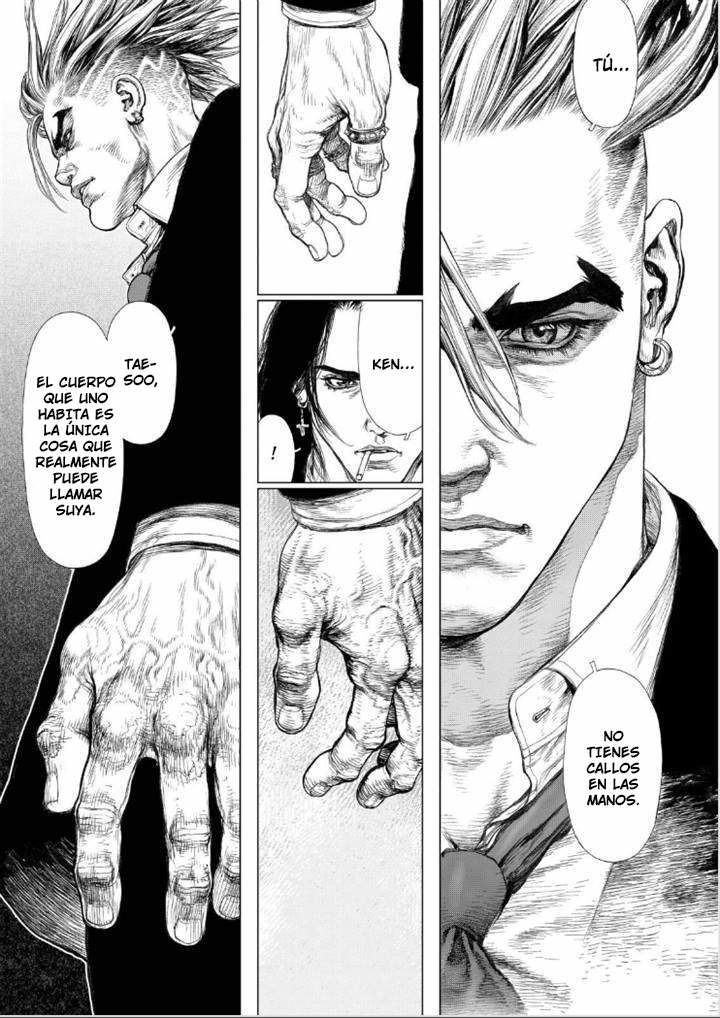 TÚ...
NO
TIENES
CALLOS
EN LAS
MANOS.
KEN...
!
TAE-
SOO,
EL CUERPO
QUE UNO
HABITA ES
LA ÚNICA
COSA QUE
REALMENTE
PUEDE
LLAMAR
SUYA.